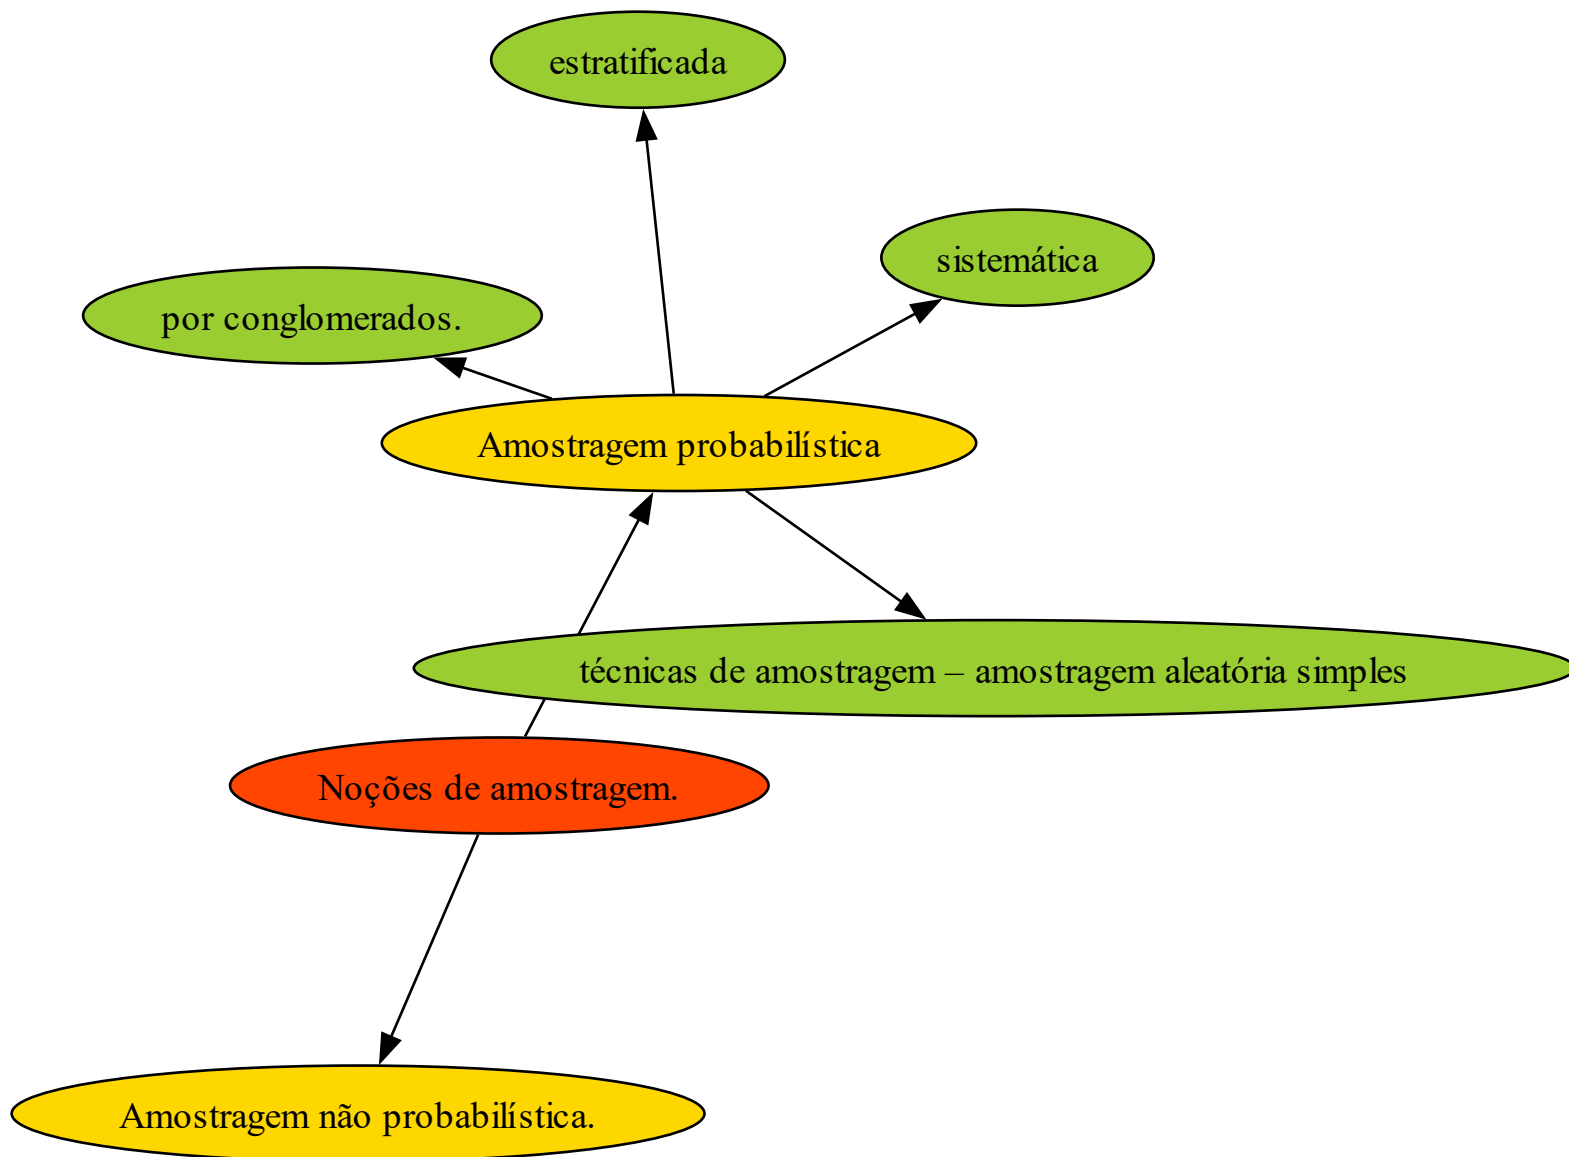 estratificada
sistemática
por conglomerados.
Amostragem probabilística
técnicas de amostragem – amostragem aleatória simples
Noções de amostragem.
Amostragem não probabilística.